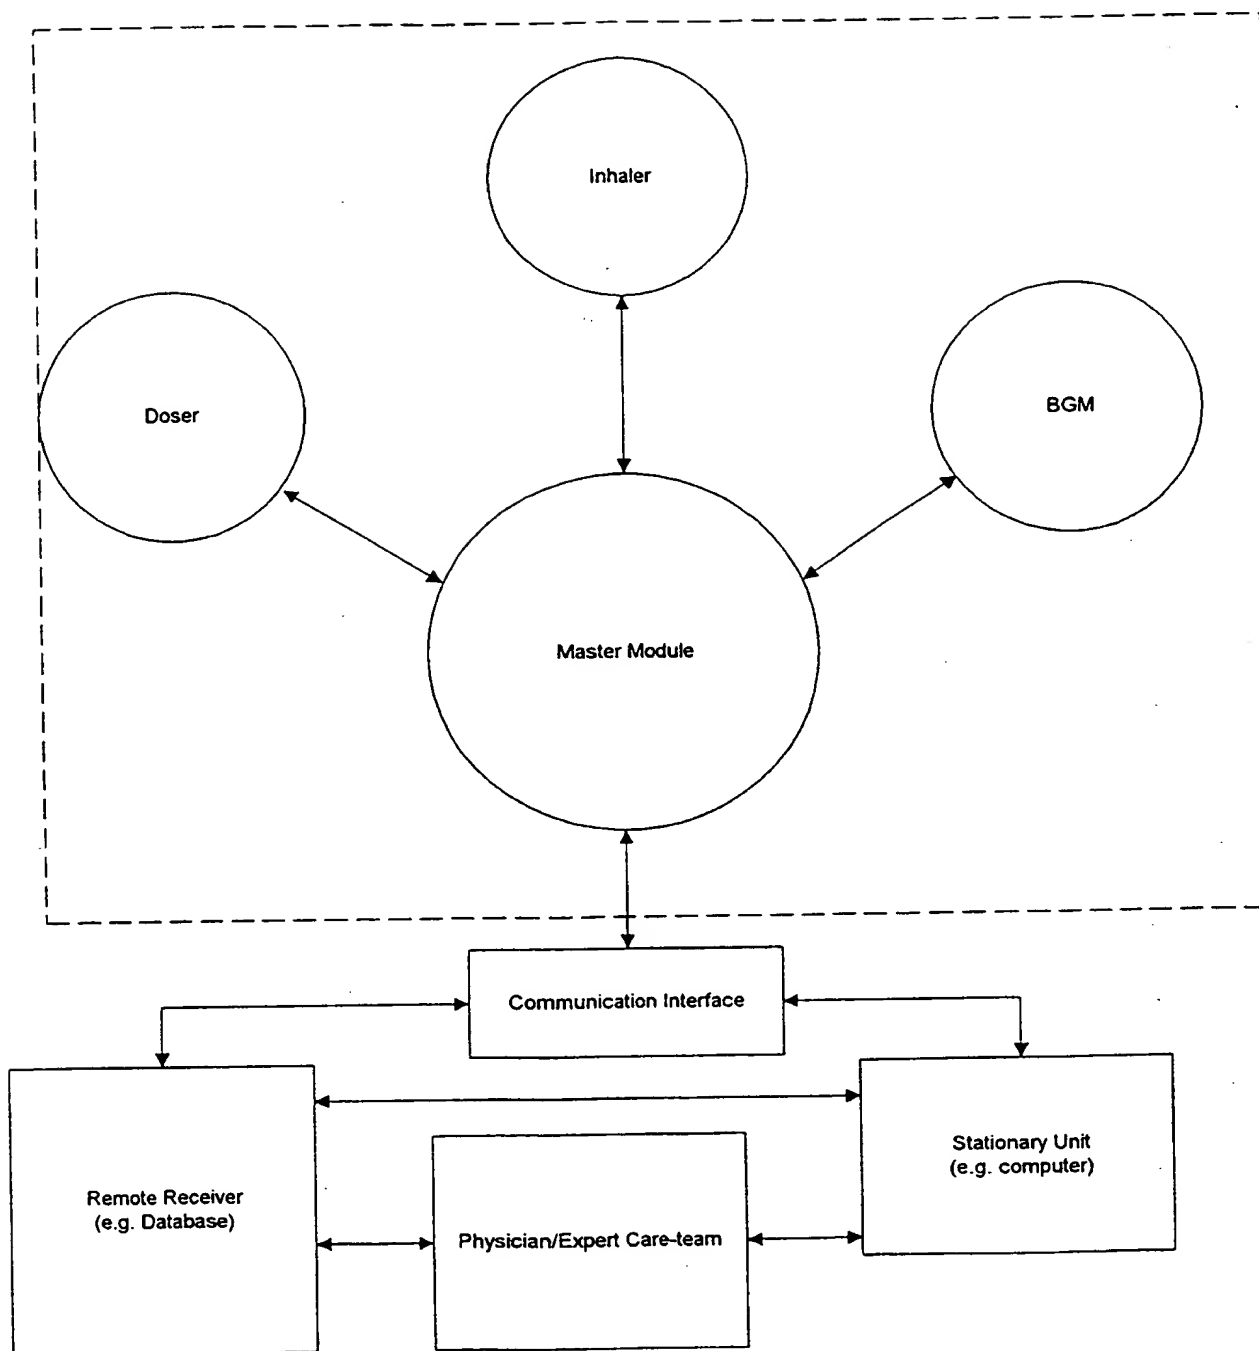 Inhaler
Doser
BGM
Master Module
Communication Interface
Stationary Unit
(e.g. computer)
Remote Receiver
(e.g. Database)
Physician/Expert Care-team